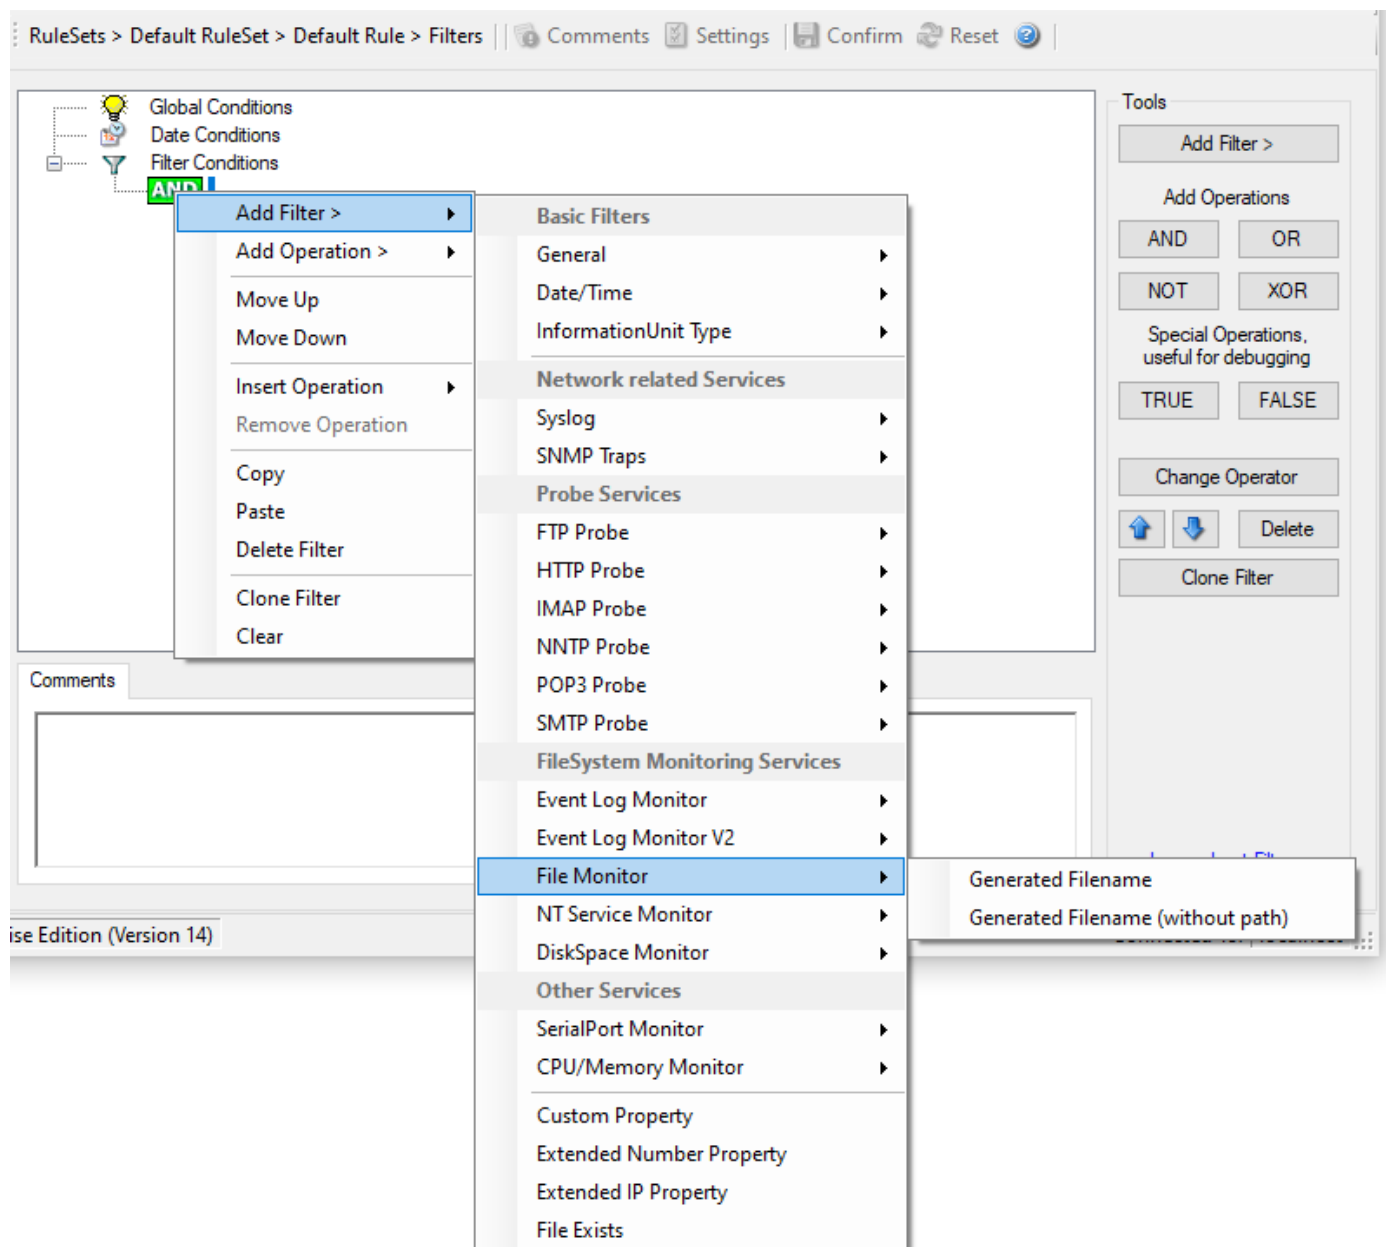 RuleSets > Default RuleSet > Default Rule > Filters
Comments
Settings
Confirm
Reset
Global Conditions
Date Conditions
Filter Conditions
AND
Add Filter >
Add Operation >
Move Up
Move Down
Insert Operation
Remove Operation
Copy
Paste
Delete Filter
Clone Filter
Clear
Basic Filters
General
Date/Time
InformationUnit Type
Network related Services
Syslog
SNMP Traps
Probe Services
FTP Probe
HTTP Probe
IMAP Probe
NNTP Probe
POP3 Probe
SMTP Probe
FileSystem Monitoring Services
Event Log Monitor
Event Log Monitor V2
File Monitor
NT Service Monitor
DiskSpace Monitor
Other Services
SerialPort Monitor
CPU/Memory Monitor
Custom Property
Extended Number Property
Extended IP Property
File Exists
Generated Filename
Generated Filename (without path)
Tools
Add Filter >
Add Operations
AND
OR
NOT
XOR
Special Operations,
useful for debugging
TRUE
FALSE
Change Operator
Delete
Clone Filter
Comments
ise Edition (Version 14)